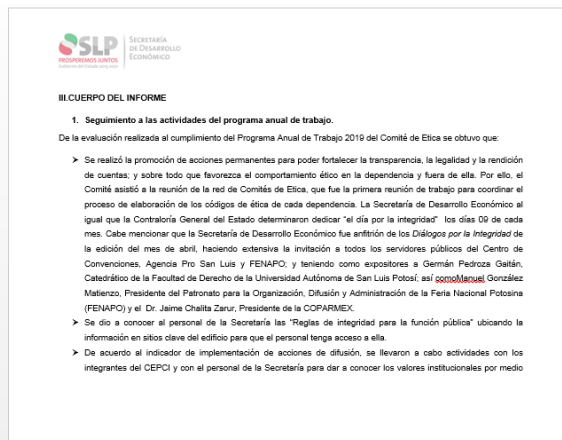 SLP
PROSPEREMOS JUNTOS
Gobierno del Estado 2015-2021
SECRETARÍA
DE DESARROLLO
ECONÓMICO
III.CUERPO DEL INFORME
1. Seguimiento a las actividades del programa anual de trabajo.
De la evaluación realizada al cumplimiento del Programa Anual de Trabajo 2019 del Comité de Etica se obtuvo que:
➤ Se realizó la promoción de acciones permanentes para poder fortalecer la transparencia, la legalidad y la rendición
de cuentas; y sobre todo que favorezca el comportamiento ético en la dependencia y fuera de ella. Por ello, el
Comité asistió a la reunión de la red de Comités de Etica, que fue la primera reunión de trabajo para coordinar el
proceso de elaboración de los códigos de ética de cada dependencia. La Secretaría de Desarrollo Económico al
igual que la Contraloría General del Estado determinaron dedicar “el día por la integridad” los días 09 de cada
mes. Cabe mencionar que la Secretaría de Desarrollo Económico fue anfitrión de los Diálogos por la Integridad de
la edición del mes de abril, haciendo extensiva la invitación a todos los servidores públicos del Centro de
Convenciones, Agencia Pro San Luis y FENAPO; y teniendo como expositores a Germán Pedroza Gaitán,
Catedrático de la Facultad de Derecho de la Universidad Autónoma de San Luis Potosí; así comoManuel González
Matienzo, Presidente del Patronato para la Organización, Difusión y Administración de la Feria Nacional Potosina
(FENAPO) y el Dr. Jaime Chalita Zarur, Presidente de la COPARMEX.
➤ Se dio a conocer al personal de la Secretaría las “Reglas de integridad para la función pública” ubicando la
información en sitios clave del edificio para que el personal tenga acceso a ella.
➤ De acuerdo al indicador de implementación de acciones de difusión, se llevaron a cabo actividades con los
integrantes del CEPCI y con el personal de la Secretaría para dar a conocer los valores institucionales por medio